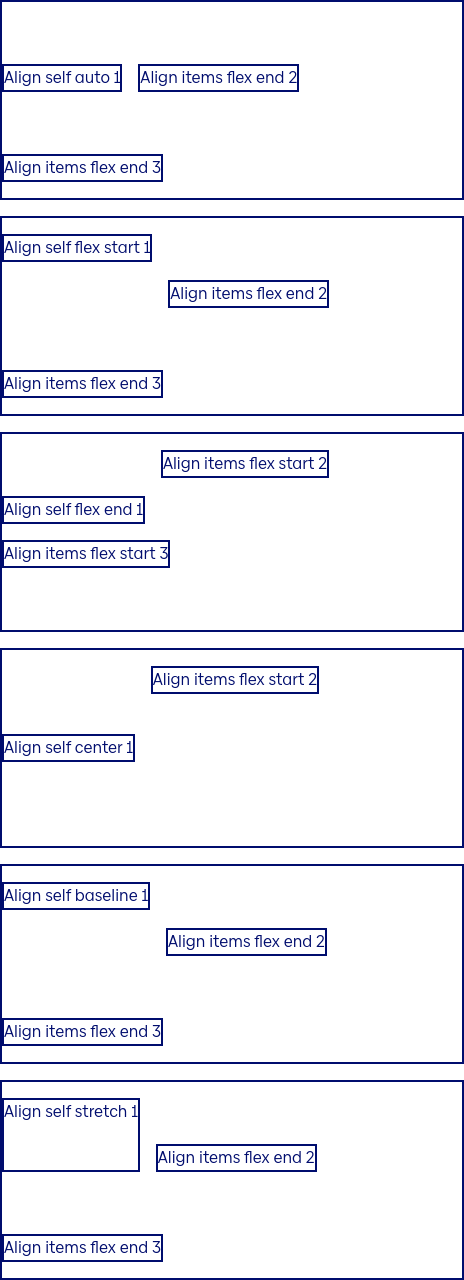 Align self auto 1
Align items flex end 2
Align items flex end 3
Align self flex start 1
Align items flex end 2
Align items flex end 3
Align items flex start 2
Align self flex end 1
Align items flex start 3
Align items flex start 2
Align self center 1
Align self baseline 1
Align items flex end 2
Align items flex end 3
Align self stretch 1
Align items flex end 2
Align items flex end 3